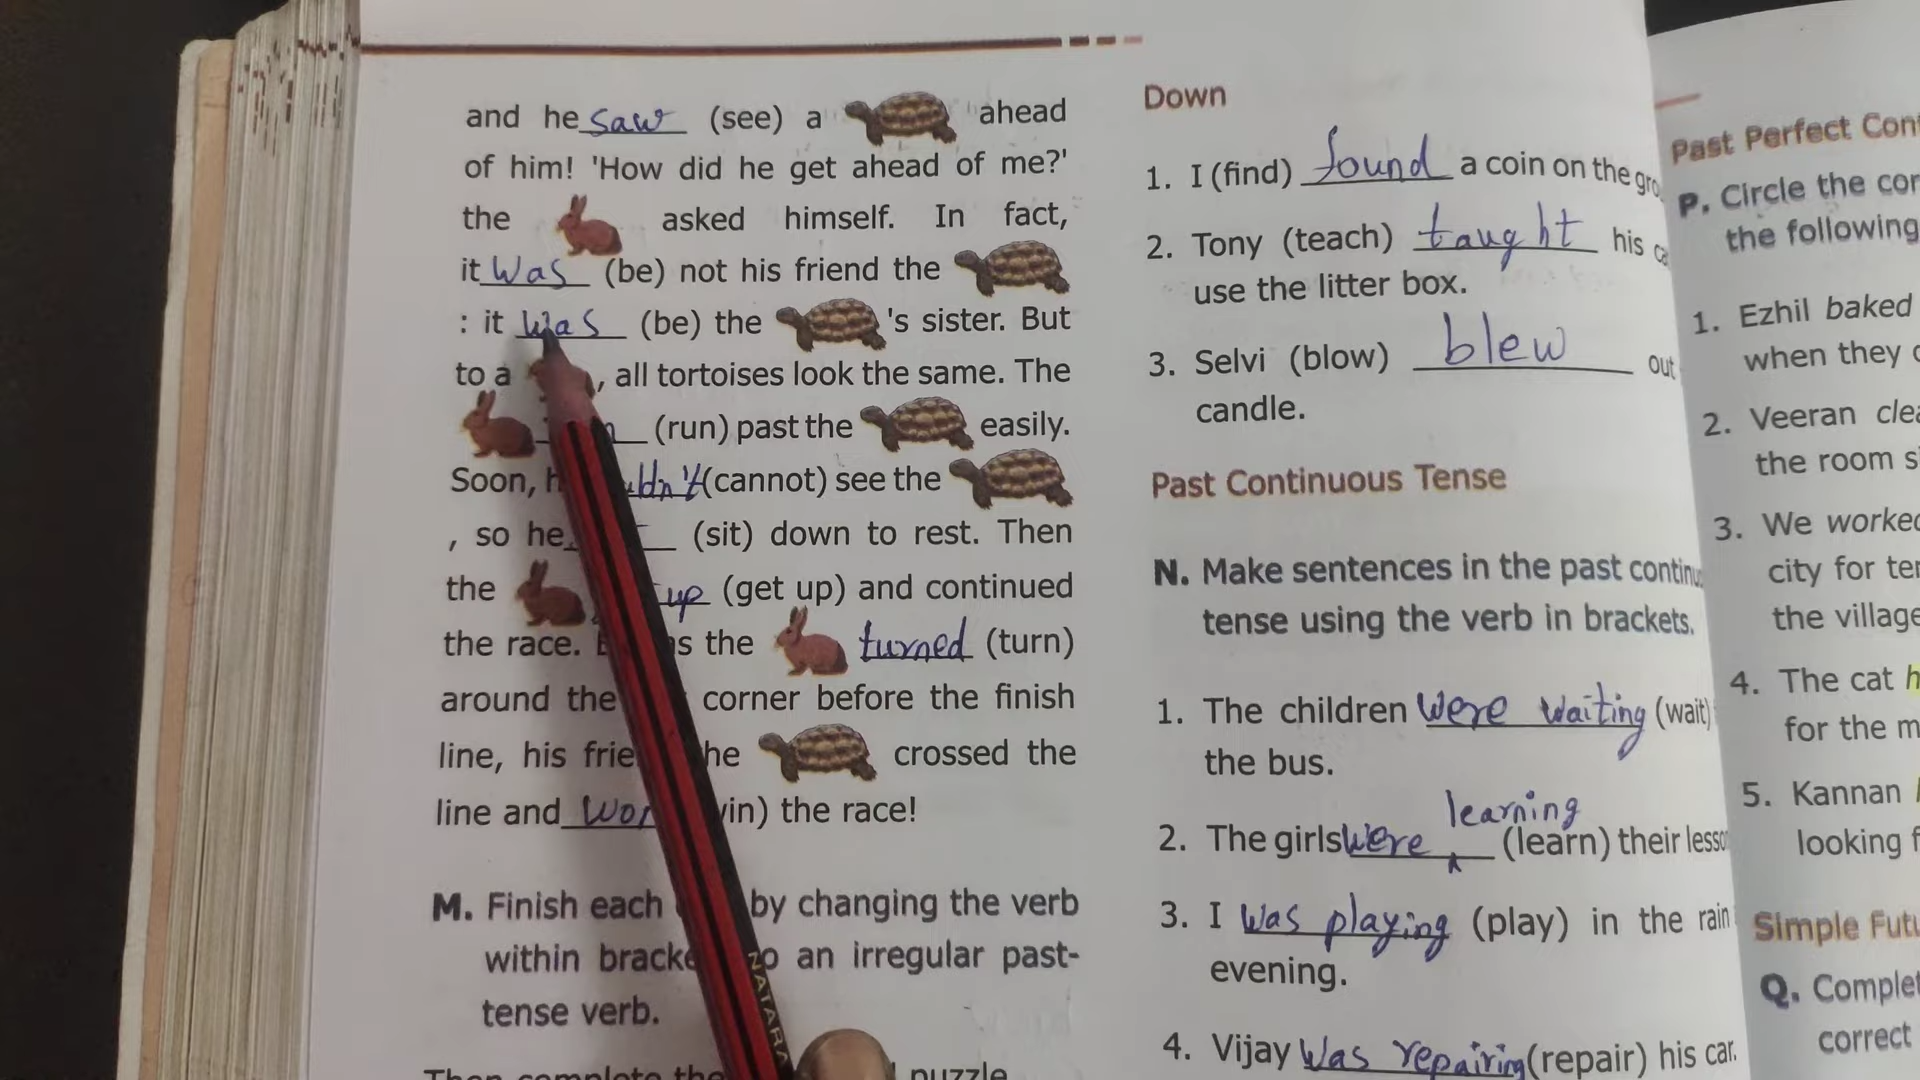 and he saw (see) a ahead
of him! 'How did he get ahead of me?'
the asked himself. In fact,
it was (be) not his friend the
: it was (be) the 's sister. But
to a , all tortoises look the same. The
(run) past the easily.
Soon, (cannot) see the
, so he (sit) down to rest. Then
the up (get up) and continued
the race. the turned (turn)
around the corner before the finish
line, his the crossed the
line and the race!
M. Finish each by changing the verb
within an irregular past-
tense verb.
Then complete the puzzle
Down
1. I (find) found a coin on the
2. Tony (teach) taught his
use the litter box.
3. Selvi (blow) blew out
candle.
Past Continuous Tense
N. Make sentences in the past
tense using the verb in brackets.
1. The children were waiting (wait)
the bus.
learning
2. The girls were (learn) their
3. I was playing (play) in the rain
evening.
4. Vijay was repairing (repair) his car.
Past Perfect
P. Circle the
the following
1. Ezhil baked
when they
2. Veeran
the room
3. We
city for
the village
4. The cat
for the
5. Kannan
looking
Simple
Q.
correct
NATARA